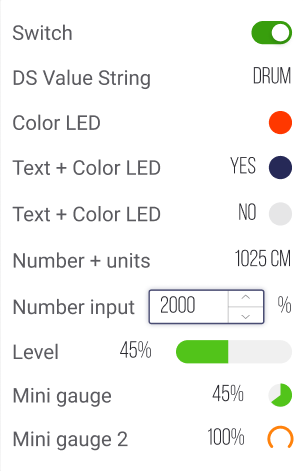 Switch
DS Value String DRUM
Color LED
Text + Color LED YES
Text + Color LED NO
Number + units 1025 CM
Number input 2000 %
Level 45%
Mini gauge 45%
Mini gauge 2 100%